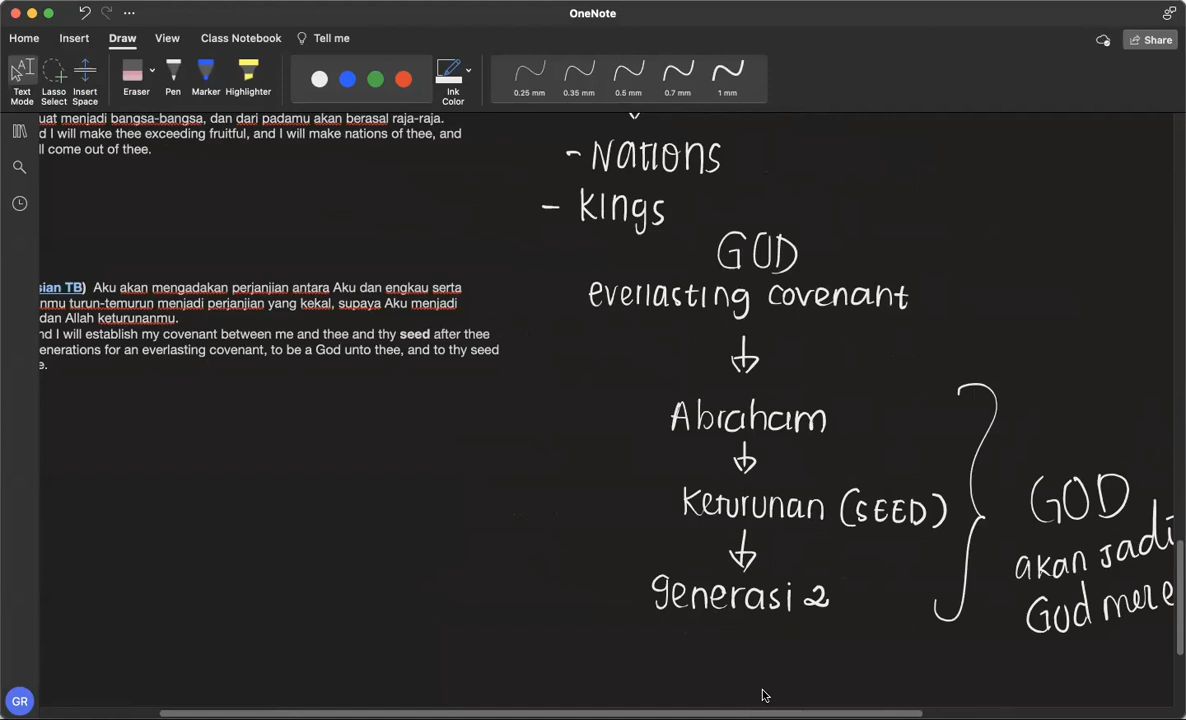 OneNote
Home Insert Draw View Class Notebook Tell me
Share
Text Mode
Lasso Select
Insert Space
Eraser
Pen
Marker
Highlighter
Ink Color
0.25 mm
0.35 mm
0.5 mm
0.7 mm
1 mm
uat menjadi bangsa-bangsa, dan dari padamu akan berasal raja-raja.
d I will make thee exceeding fruitful, and I will make nations of thee, and
ll come out of thee.
sian TB) Aku akan mengadakan perjanjian antara Aku dan engkau serta
nmu turun-temurun menjadi perjanjian yang kekal, supaya Aku menjadi
dan Allah keturunanmu.
nd I will establish my covenant between me and thee and thy seed after thee
enerations for an everlasting covenant, to be a God unto thee, and to thy seed
e.
- Nations
- Kings
GOD
everlasting covenant
Abraham
Keturunan (SEED)
generasi 2
GOD
akan jadi
God mere
GR